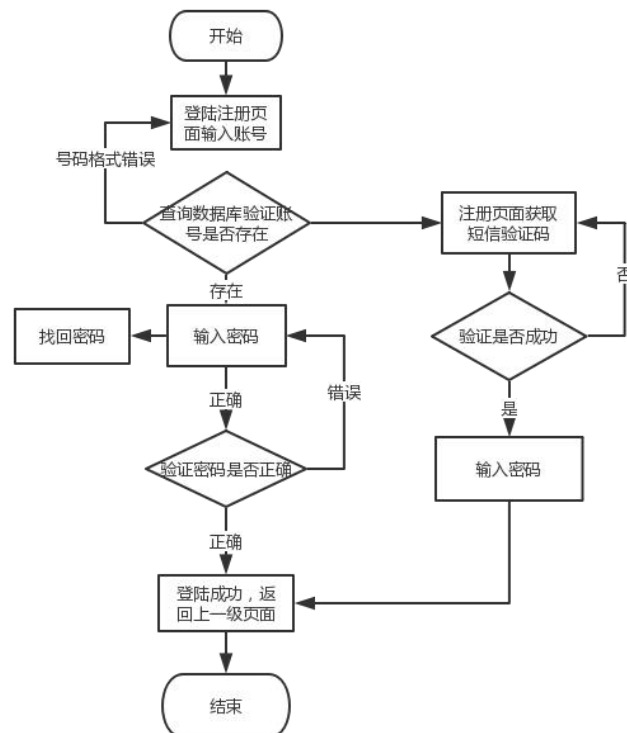 开始
登陆注册页
面输入账号
号码格式错误
查询数据库验证账
号是否存在
注册页面获取
短信验证码
否
存在
找回密码
输入密码
验证是否成功
错误
正确
是
验证密码是否正确
输入密码
正确
登陆成功，返
回上一级页面
结束